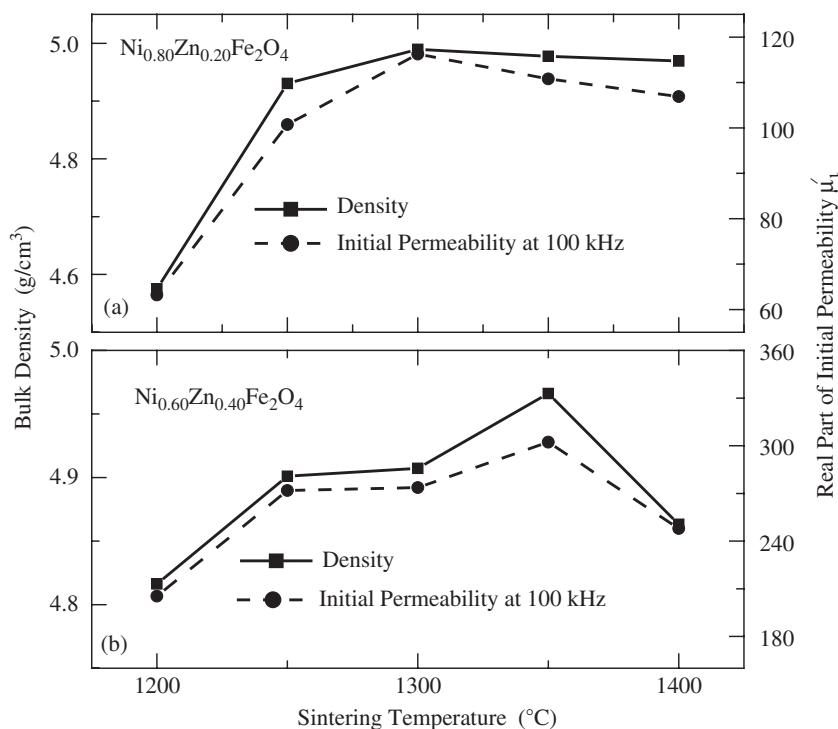 Ni₀.₈₀Zn₀.₂₀Fe₂O₄
5.0
4.8
4.6
120
100
80
60
Density
Initial Permeability at 100 kHz
(a)
Bulk Density (g/cm³)
Real Part of Initial Permeability μ′ᵢ
5.0
4.9
4.8
360
300
240
180
Ni₀.₆₀Zn₀.₄₀Fe₂O₄
Density
Initial Permeability at 100 kHz
(b)
1200
1300
1400
Sintering Temperature (°C)